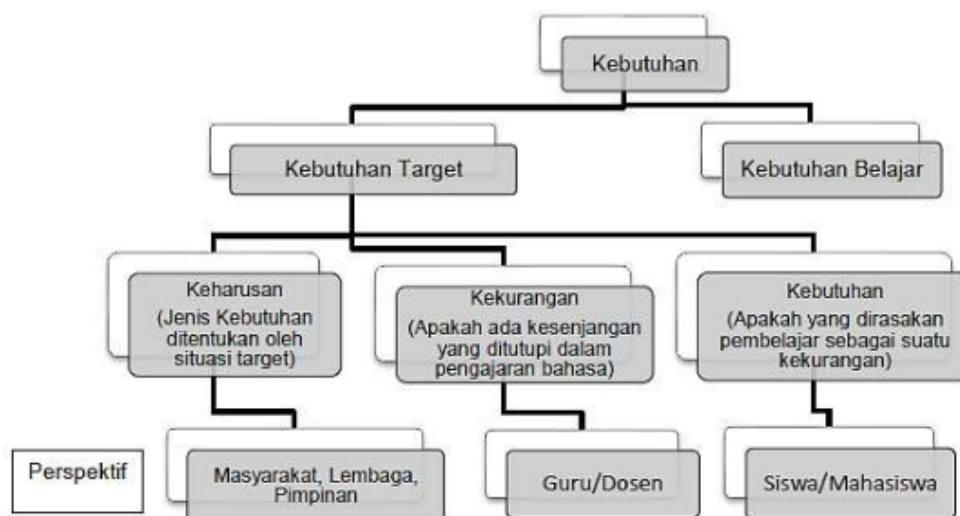 Kebutuhan
Kebutuhan Target
Kebutuhan Belajar
Keharusan
(Jenis Kebutuhan
ditentukan oleh
situasi target)
Kekurangan
(Apakah ada kesenjangan
yang ditutupi dalam
pengajaran bahasa)
Kebutuhan
(Apakah yang dirasakan
pembelajar sebagai suatu
kekurangan)
Perspektif
Masyarakat, Lembaga,
Pimpinan
Guru/Dosen
Siswa/Mahasiswa